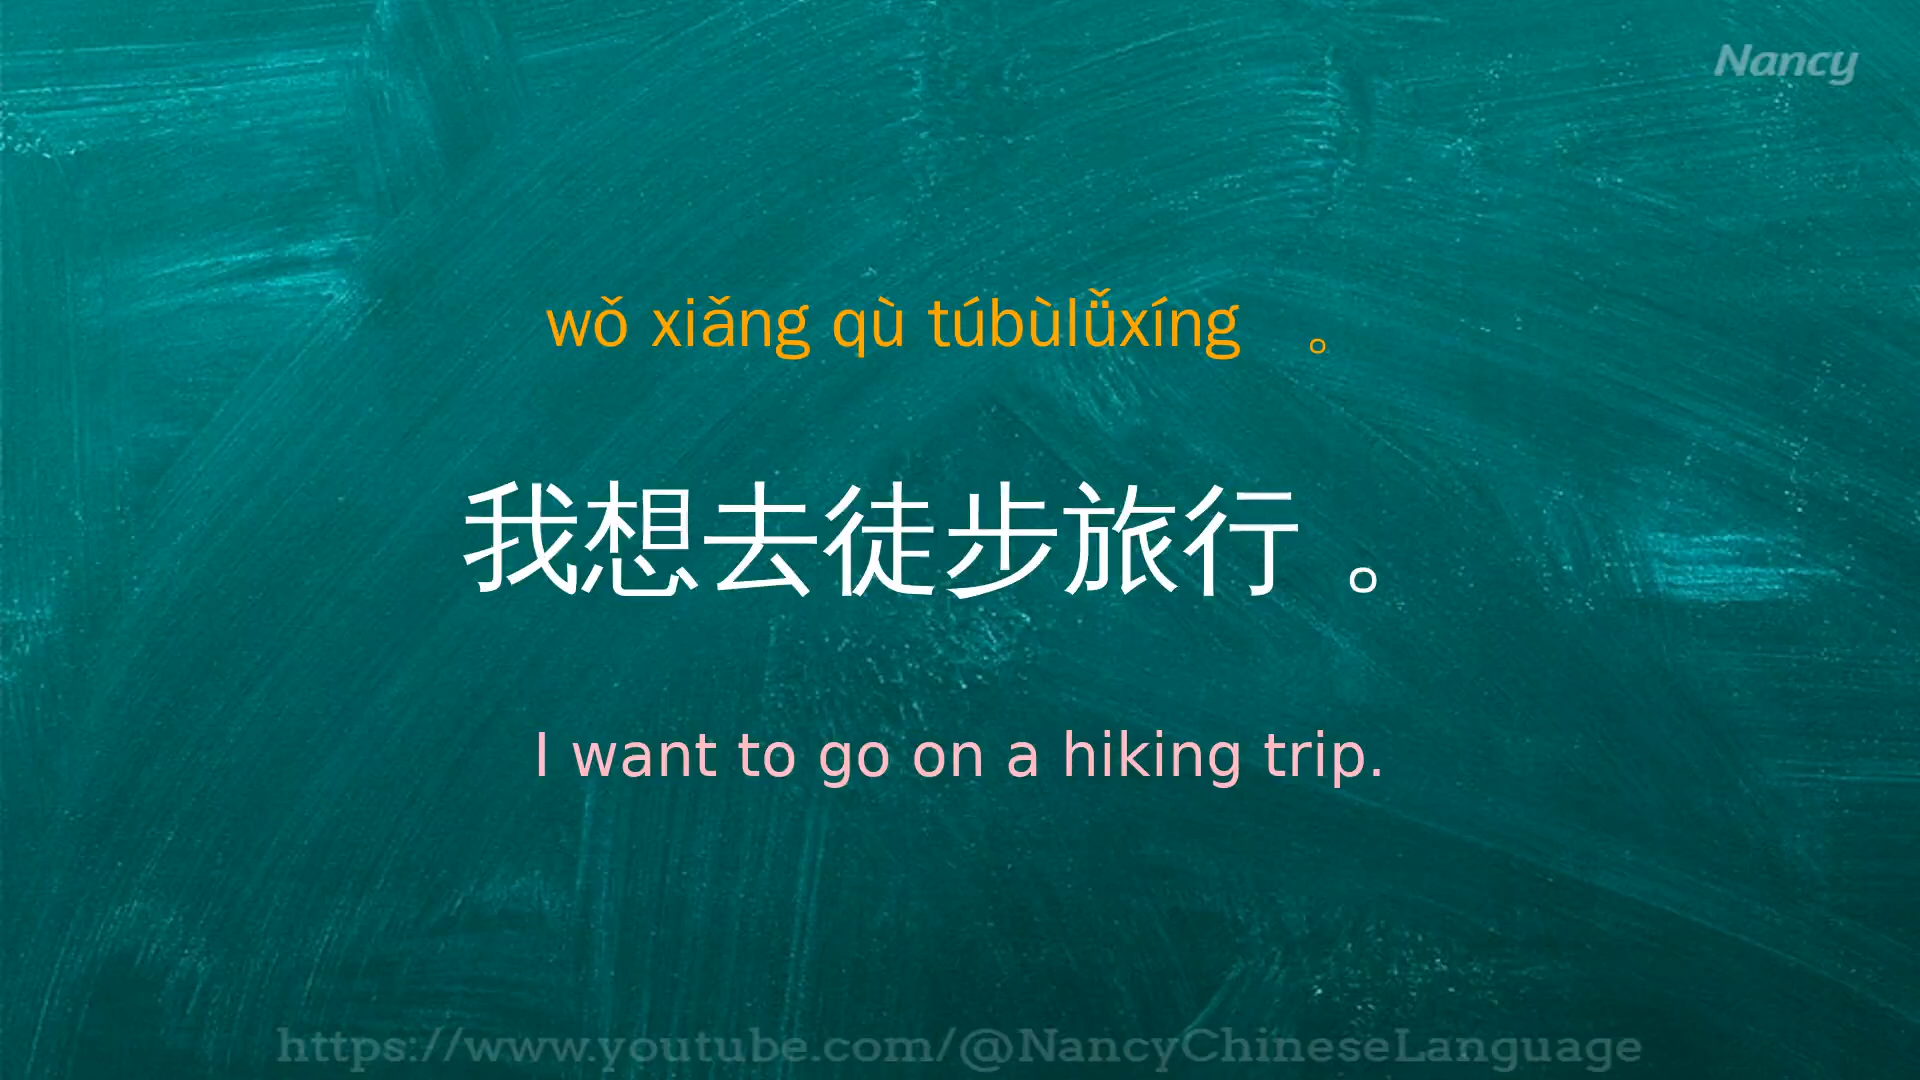 Nancy
wǒ xiǎng qù túbùlǚxíng 。
我想去徒步旅行 。
I want to go on a hiking trip.
https://www.youtube.com/@NancyChineseLanguage